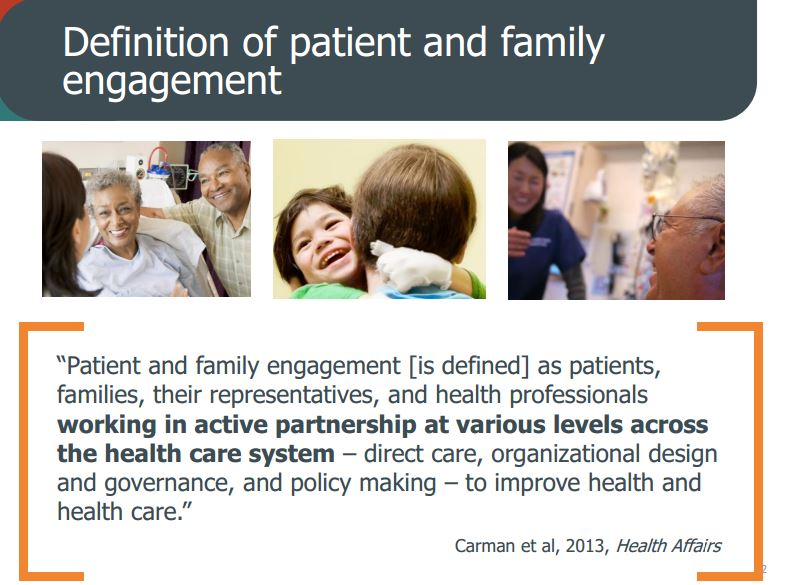 Definition of patient and family
engagement
“Patient and family engagement [is defined] as patients,
families, their representatives, and health professionals
working in active partnership at various levels across
the health care system – direct care, organizational design
and governance, and policy making – to improve health and
health care.”
Carman et al, 2013, Health Affairs
2